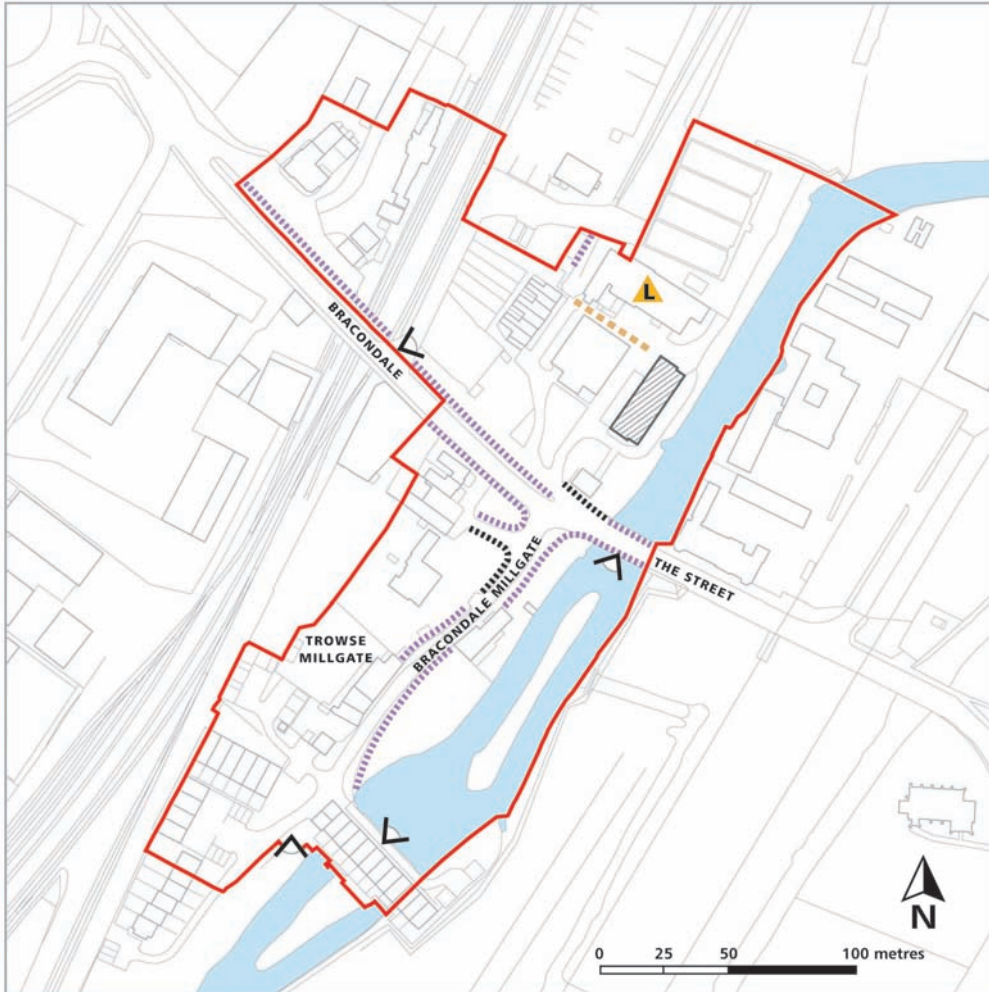 L
BRACONDALE
THE STREET
BRACONDALE MILLGATE
TROWSE
MILLGATE
N
0 25 50 100 metres